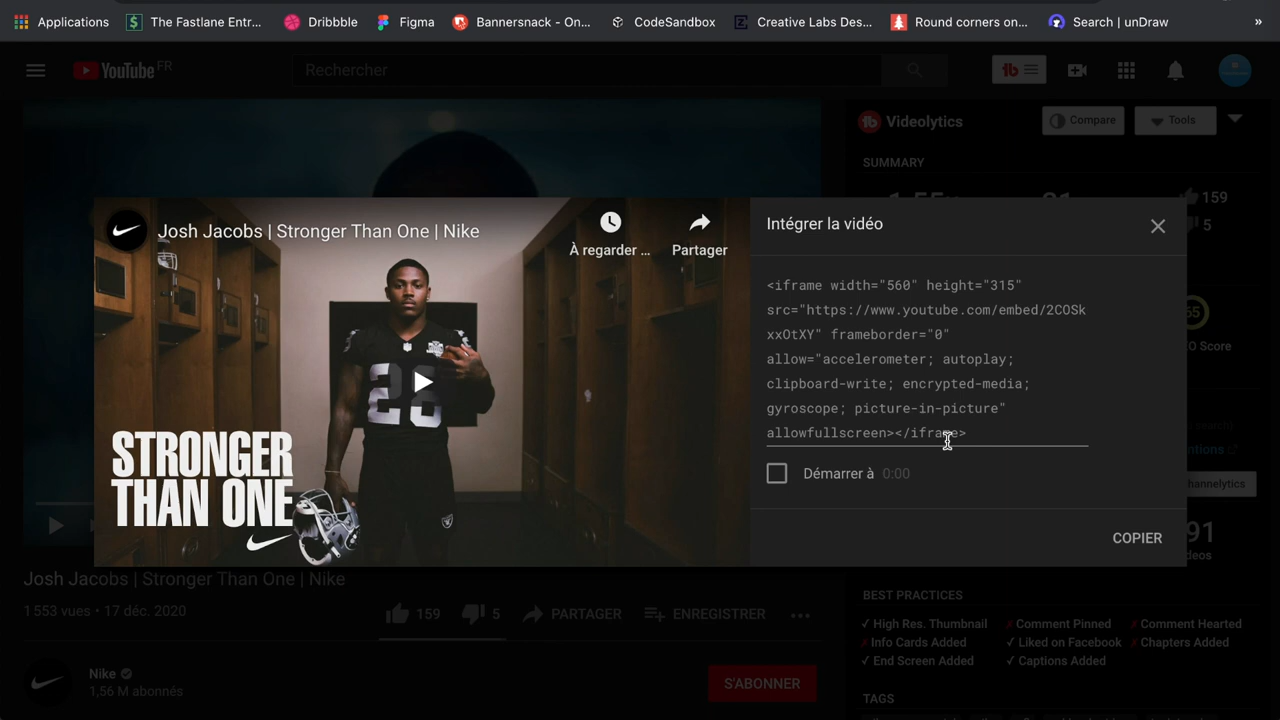 Applications
The Fastlane Entr...
Dribbble
Figma
Bannersnack - On...
CodeSandbox
Creative Labs Des...
Round corners on...
Search | unDraw
»
YouTube FR
Rechercher
Videolytics
Compare
Tools
SUMMARY
159
5
Josh Jacobs | Stronger Than One | Nike
À regarder ...
Partager
28
STRONGER
THAN ONE
Intégrer la vidéo
<iframe width="560" height="315"
src="https://www.youtube.com/embed/2COSk
xxOtXY" frameborder="0"
allow="accelerometer; autoplay;
clipboard-write; encrypted-media;
gyroscope; picture-in-picture"
allowfullscreen></iframe>
Démarrer à 0:00
COPIER
Josh Jacobs | Stronger Than One | Nike
1 553 vues • 17 déc. 2020
159
5
PARTAGER
ENREGISTRER
Nike
1,56 M abonnés
S'ABONNER
BEST PRACTICES
✓ High Res. Thumbnail
✗ Comment Pinned
✗ Comment Hearted
✗ Info Cards Added
✓ Liked on Facebook
✗ Chapters Added
✓ End Screen Added
✓ Captions Added
TAGS